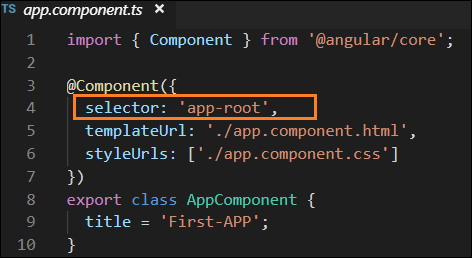 TS app.component.ts ×
1 import { Component } from '@angular/core';
2
3 @Component({
4 selector: 'app-root',
5 templateUrl: './app.component.html',
6 styleUrls: ['./app.component.css']
7 })
8 export class AppComponent {
9 title = 'First-APP';
10 }